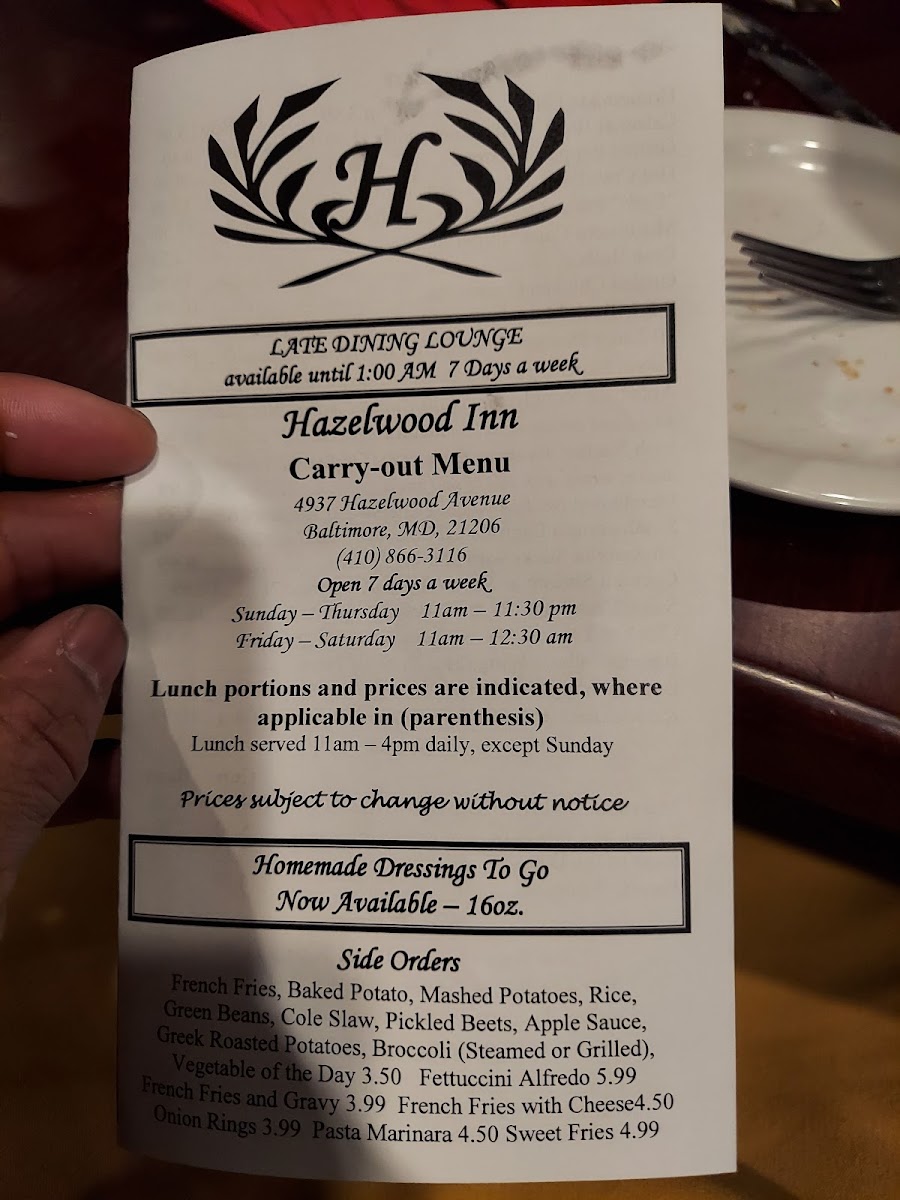 H
LATE DINING LOUNGE
available until 1:00 AM 7 Days a week
Hazelwood Inn
Carry-out Menu
4937 Hazelwood Avenue
Baltimore, MD, 21206
(410) 866-3116
Open 7 days a week
Sunday – Thursday 11am – 11:30 pm
Friday – Saturday 11am – 12:30 am
Lunch portions and prices are indicated, where
applicable in (parenthesis)
Lunch served 11am – 4pm daily, except Sunday
Prices subject to change without notice
Homemade Dressings To Go
Now Available – 16oz.
Side Orders
French Fries, Baked Potato, Mashed Potatoes, Rice,
Green Beans, Cole Slaw, Pickled Beets, Apple Sauce,
Greek Roasted Potatoes, Broccoli (Steamed or Grilled),
Vegetable of the Day 3.50 Fettuccini Alfredo 5.99
French Fries and Gravy 3.99 French Fries with Cheese4.50
Onion Rings 3.99 Pasta Marinara 4.50 Sweet Fries 4.99